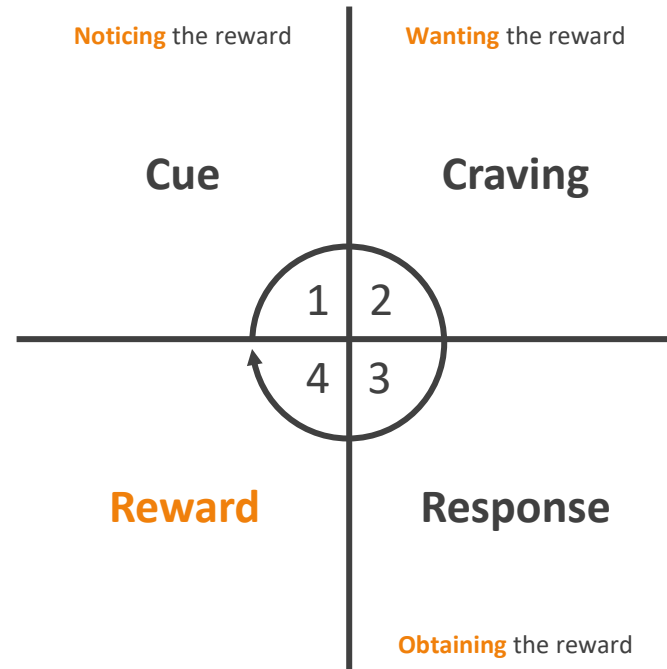 Noticing the reward
Wanting the reward
Cue
Craving
1
2
4
3
Reward
Response
Obtaining the reward